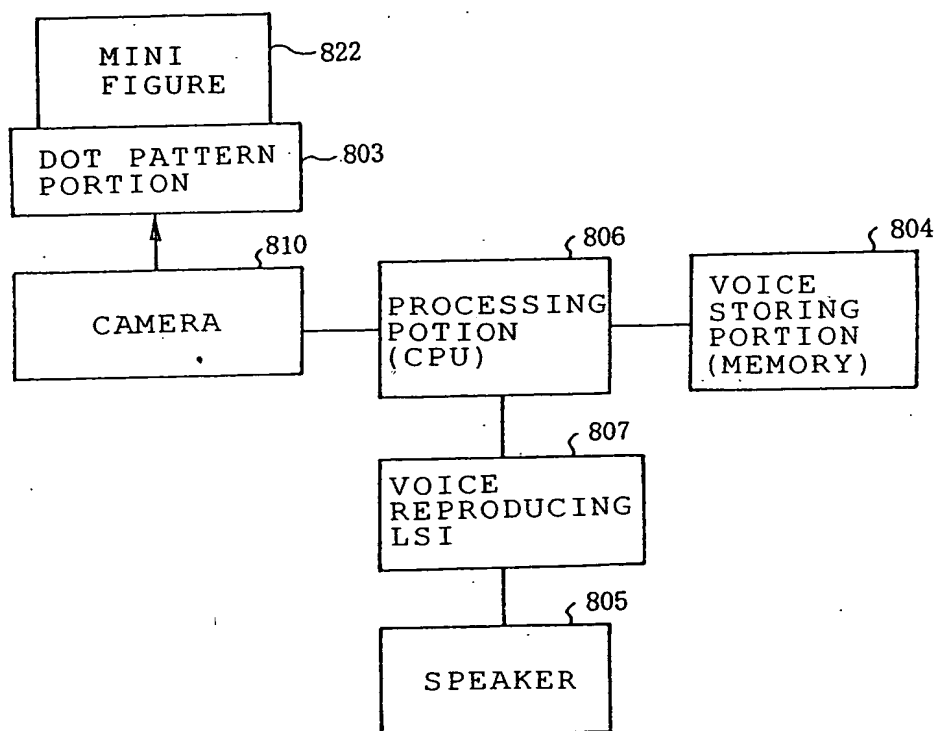 MINI
FIGURE
822
DOT PATTERN
PORTION
803
810
CAMERA
806
PROCESSING
POTION
(CPU)
804
VOICE
STORING
PORTION
(MEMORY)
807
VOICE
REPRODUCING
LSI
805
SPEAKER